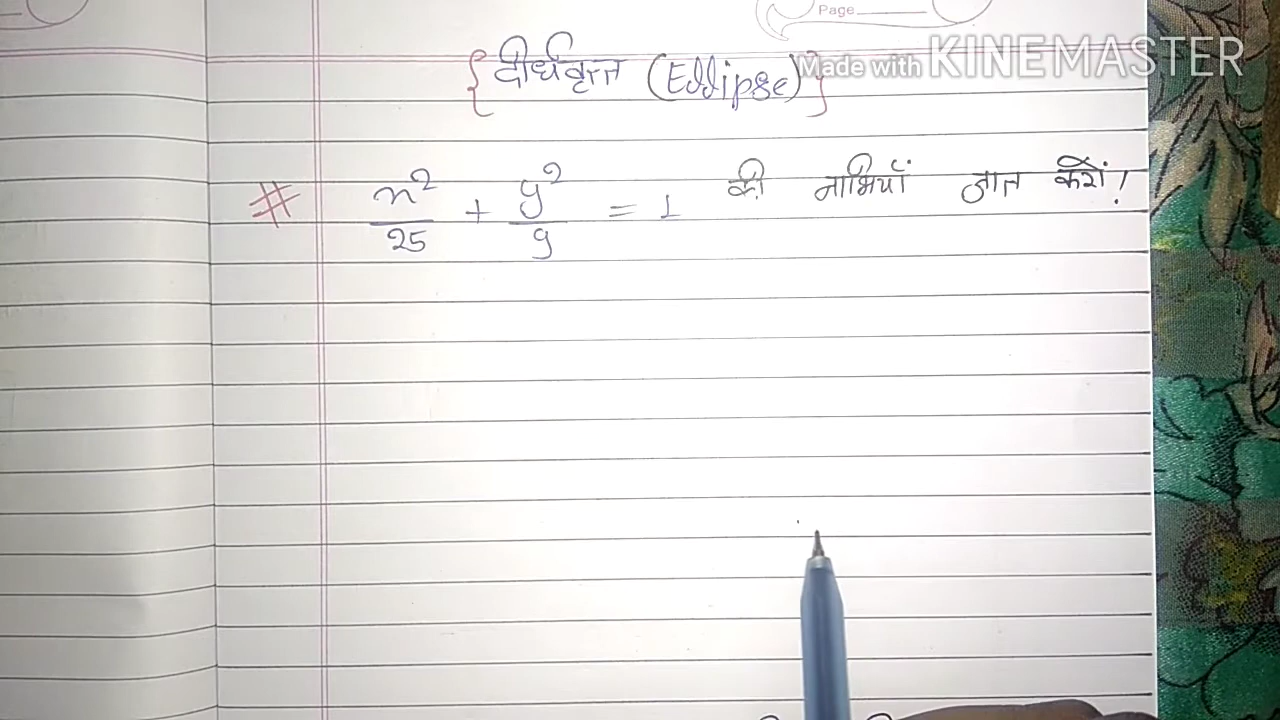 Page
Made with KINEMASTER
{दीर्घवृत्त (Ellipse)}
# x²/25 + y²/9 = 1 की नाभियाँ ज्ञात करों!